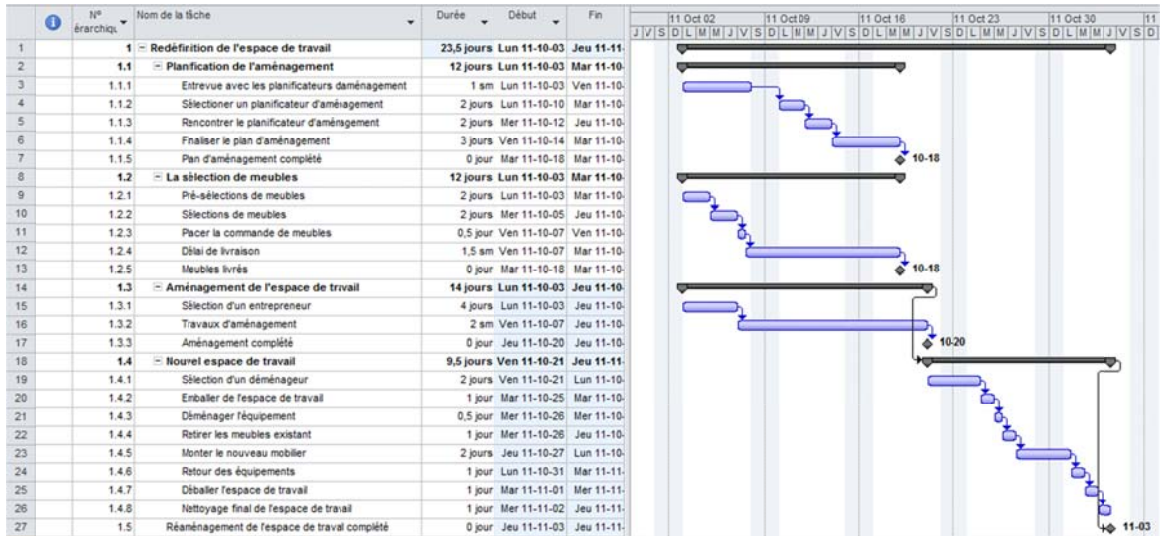 N° érarchiqu Nom de la tâche Durée Début Fin
11 Oct 02 11 Oct 09 11 Oct 16 11 Oct 23 11 Oct 30 11
J V S D L M M J V S D L M M J V S D L M M J V S D L M M J V S D L M M J V S D
1 1 Redéfinition de l'espace de travail 23,5 jours Lun 11-10-03 Jeu 11-11-
2 1.1 Planfication de l'aménagement 12 jours Lun 11-10-03 Mar 11-10-
3 1.1.1 Entrevue avec les planificateurs daménagement 1 sm Lun 11-10-03 Ven 11-10-
4 1.1.2 Sélectioner un planificateur d'aménagement 2 jours Lun 11-10-10 Mar 11-10-
5 1.1.3 Rencontrer le planificateur d'aménagement 2 jours Mer 11-10-12 Jeu 11-10-
6 1.1.4 Fnaliser le plan d'aménagement 3 jours Ven 11-10-14 Mar 11-10-
7 1.1.5 Pan d'aménagement complété 0 jour Mar 11-10-18 Mar 11-10- 10-18
8 1.2 La sélection de meubles 12 jours Lun 11-10-03 Mar 11-10-
9 1.2.1 Pré-sélections de meubles 2 jours Lun 11-10-03 Mar 11-10-
10 1.2.2 Sélections de meubles 2 jours Mer 11-10-05 Jeu 11-10-
11 1.2.3 Pacer la commande de meubles 0,5 jour Ven 11-10-07 Ven 11-10-
12 1.2.4 Délai de livraison 1,5 sm Ven 11-10-07 Mar 11-10-
13 1.2.5 Meubles livrés 0 jour Mar 11-10-18 Mar 11-10- 10-18
14 1.3 Aménagement de l'espace de travail 14 jours Lun 11-10-03 Jeu 11-10-
15 1.3.1 Sélection d'un entrepreneur 4 jours Lun 11-10-03 Jeu 11-10-
16 1.3.2 Travaux d'aménagement 2 sm Ven 11-10-07 Jeu 11-10-
17 1.3.3 Aménagement complété 0 jour Jeu 11-10-20 Jeu 11-10- 10-20
18 1.4 Nouvel espace de travail 9,5 jours Ven 11-10-21 Jeu 11-11-
19 1.4.1 Sélection d'un déménageur 2 jours Ven 11-10-21 Lun 11-10-
20 1.4.2 Emballer de l'espace de travail 1 jour Mar 11-10-25 Mar 11-10-
21 1.4.3 Déménager l'équipement 0,5 jour Mer 11-10-26 Mer 11-10-
22 1.4.4 Retirer les meubles existant 1 jour Mer 11-10-26 Jeu 11-10-
23 1.4.5 Monter le nouveau mobilier 2 jours Jeu 11-10-27 Lun 11-10-
24 1.4.6 Retour des équipements 1 jour Lun 11-10-31 Mar 11-11-
25 1.4.7 Déballer l'espace de travail 1 jour Mar 11-11-01 Mer 11-11-
26 1.4.8 Nettoyage final de l'espace de travail 1 jour Mer 11-11-02 Jeu 11-11-
27 1.5 Réaménagement de l'espace de traval complété 0 jour Jeu 11-11-03 Jeu 11-11- 11-03